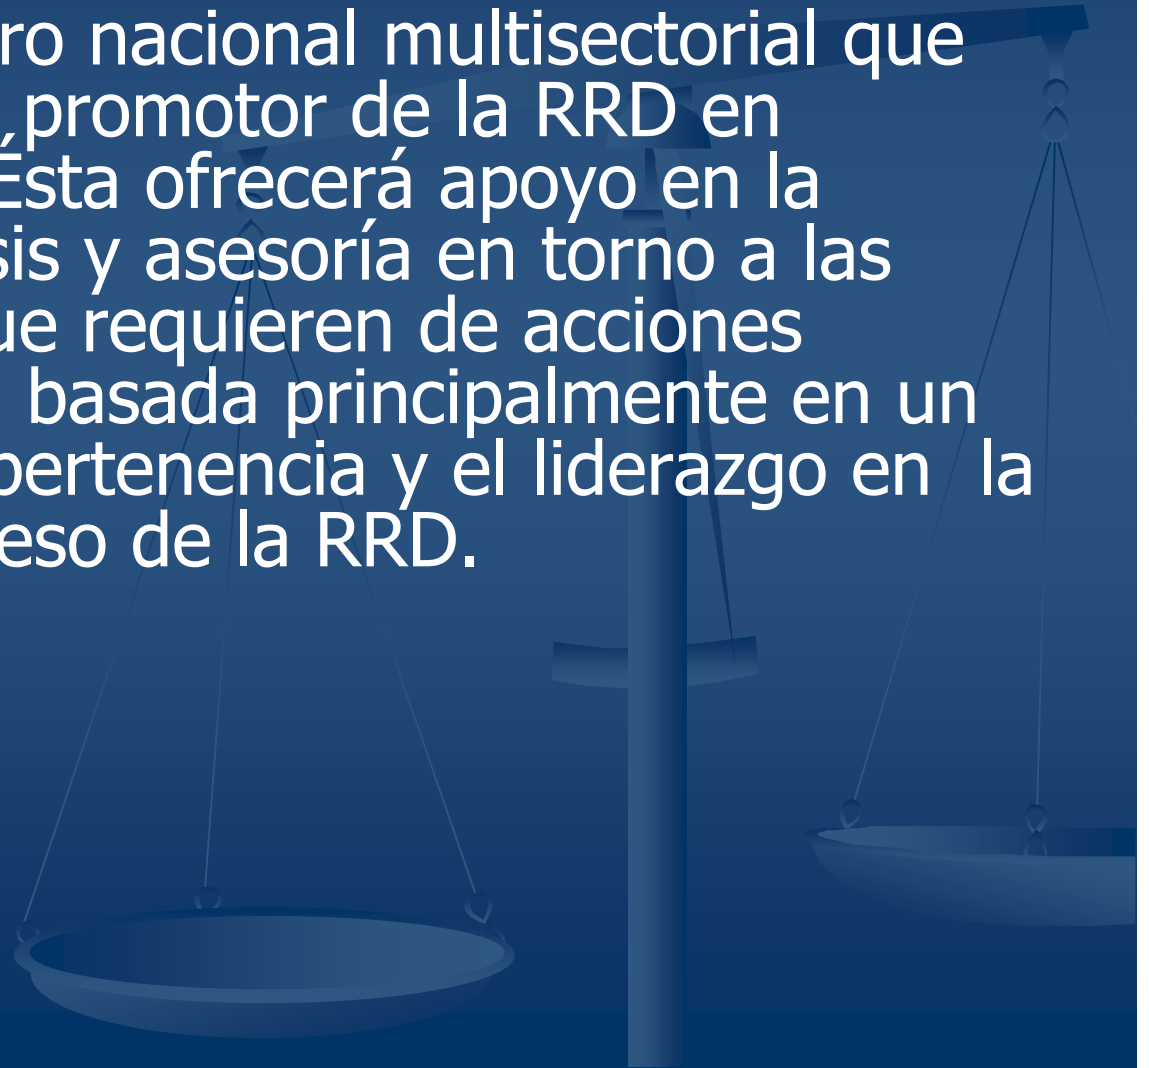 ro nacional multisectorial que
promotor de la RRD en
Ésta ofrecerá apoyo en la
sis y asesoría en torno a las
ue requieren de acciones
basada principalmente en un
pertenencia y el liderazgo en  la
eso de la RRD.